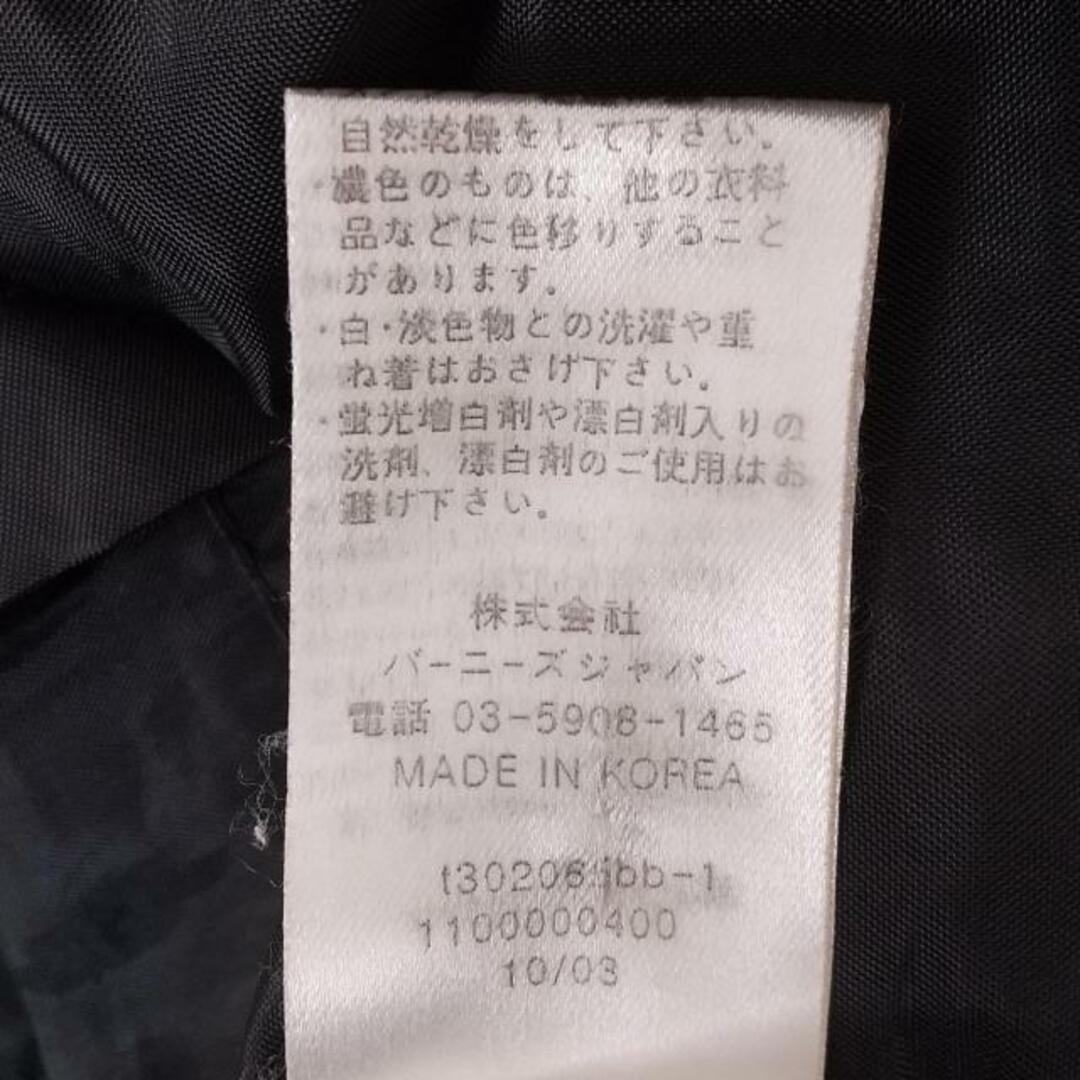 自然乾燥をして下さい。
・濃色のものは、他の衣料
品などに色移りすること
があります。
・白・淡色物との洗濯や重
ね着はおさけ下さい。
・蛍光増白剤や漂白剤入りの
洗剤、漂白剤のご使用はお
避け下さい。
株式会社
バーニーズジャパン
電話 03-5908-1465
MADE IN KOREA
1100000400
10/03